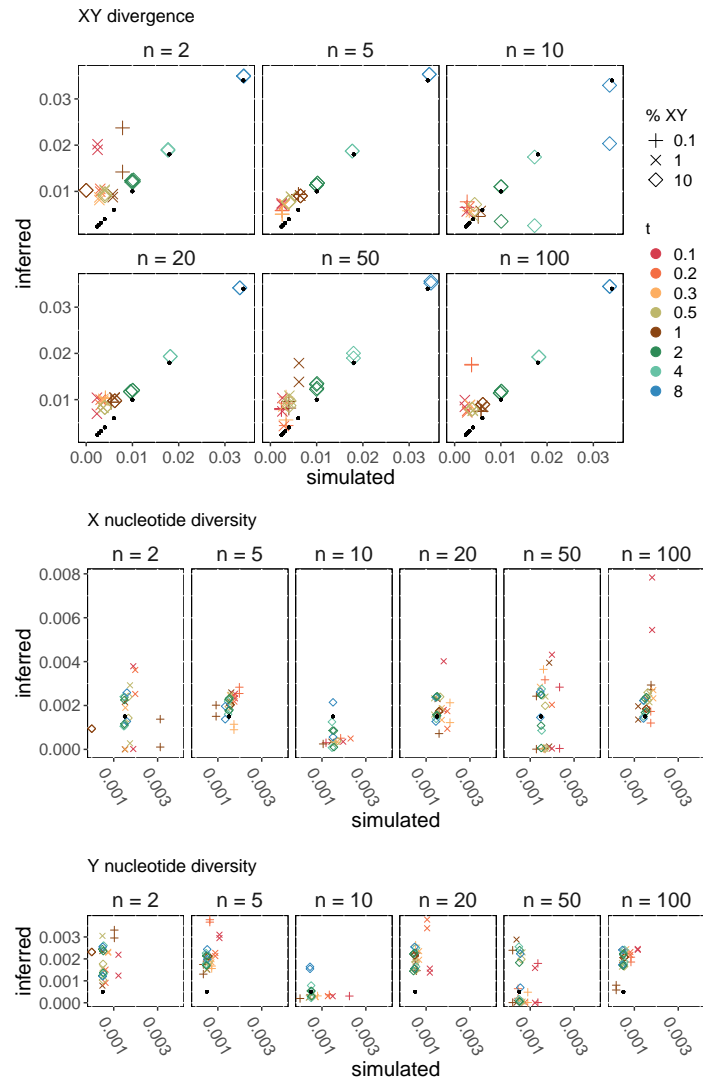 XY divergence
n = 2
n = 5
n = 10
0.03
0.02
0.01
n = 20
n = 50
n = 100
0.03
0.02
0.01
inferred
0.00 0.01 0.02 0.03
0.00 0.01 0.02 0.03
0.00 0.01 0.02 0.03
simulated
% XY
0.1
1
10
t
0.1
0.2
0.3
0.5
1
2
4
8
X nucleotide diversity
n = 2
n = 5
n = 10
n = 20
n = 50
n = 100
0.008
0.006
0.004
0.002
0.000
inferred
0.001 0.003
0.001 0.003
0.001 0.003
0.001 0.003
0.001 0.003
0.001 0.003
simulated
Y nucleotide diversity
n = 2
n = 5
n = 10
n = 20
n = 50
n = 100
0.003
0.002
0.001
0.000
inferred
0.001 0.003
0.001 0.003
0.001 0.003
0.001 0.003
0.001 0.003
0.001 0.003
simulated